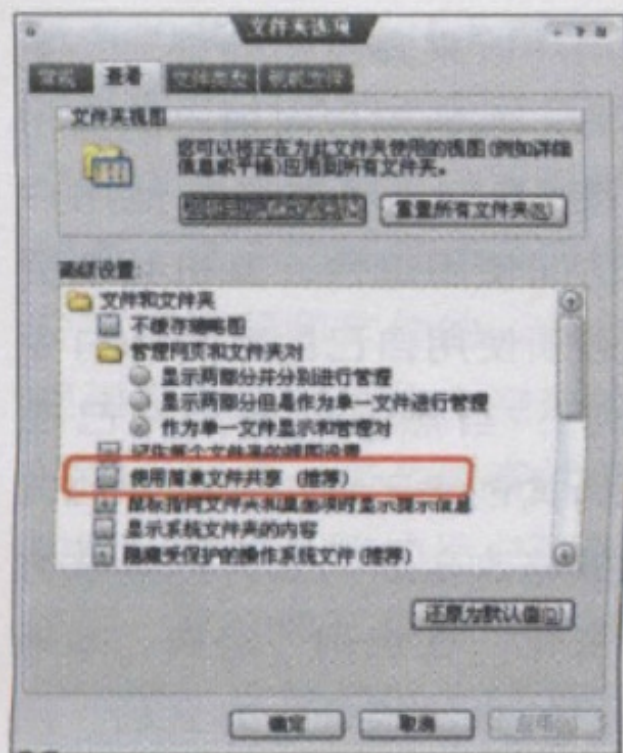 文件夹选项
常规 查看 文件类型 脱机文件
文件夹视图
您可以将正在为此文件夹使用的视图(例如详细
信息或平铺)应用到所有文件夹。
重置所有文件夹(R)
高级设置:
文件和文件夹
不缓存缩略图
管理网页和文件夹对
显示两部分并分别进行管理
显示两部分但是作为单一文件进行管理
作为单一文件显示和管理对
记住每个文件夹的视图设置
使用简单文件共享 (推荐)
鼠标指向文件夹和桌面项时显示提示信息
显示系统文件夹的内容
隐藏受保护的操作系统文件 (推荐)
还原为默认值(D)
确定 取消